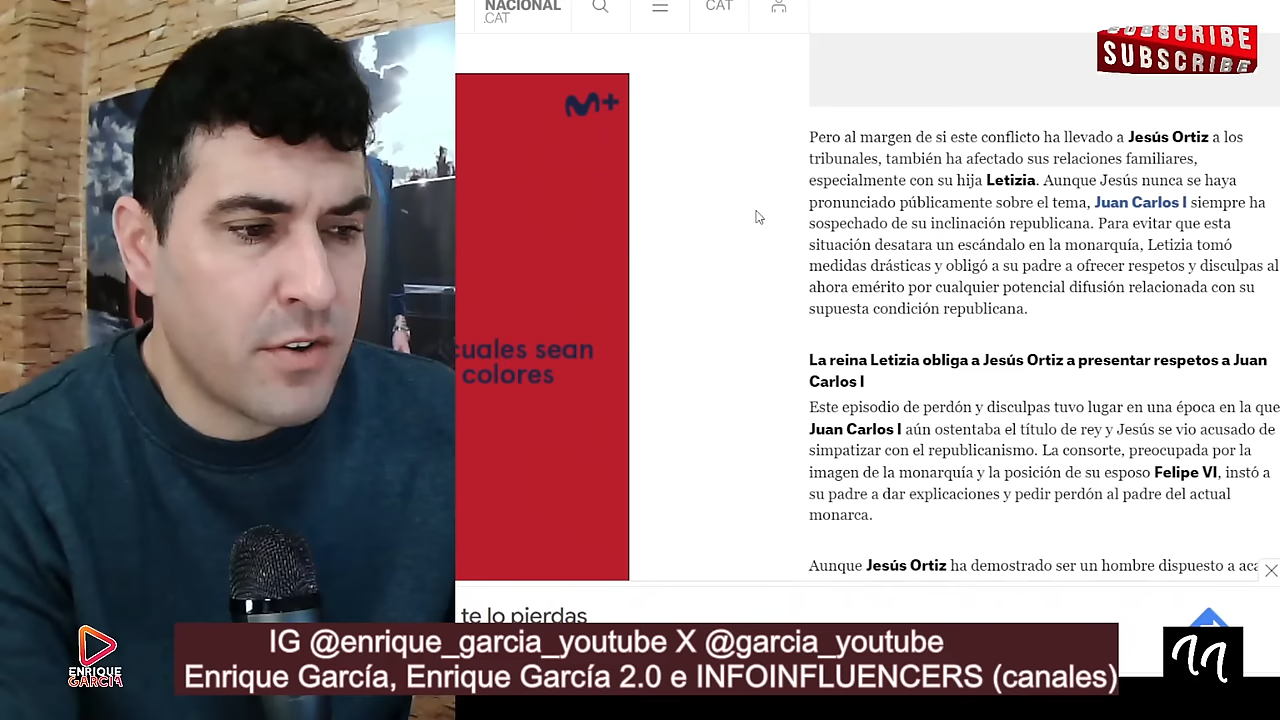 NACIONAL
.CAT
CAT
SUBSCRIBE
SUBSCRIBE
M+
cuales sean
colores
Pero al margen de si este conflicto ha llevado a Jesús Ortiz a los
tribunales, también ha afectado sus relaciones familiares,
especialmente con su hija Letizia. Aunque Jesús nunca se haya
pronunciado públicamente sobre el tema, Juan Carlos I siempre ha
sospechado de su inclinación republicana. Para evitar que esta
situación desatara un escándalo en la monarquía, Letizia tomó
medidas drásticas y obligó a su padre a ofrecer respetos y disculpas al
ahora emérito por cualquier potencial difusión relacionada con su
supuesta condición republicana.
La reina Letizia obliga a Jesús Ortiz a presentar respetos a Juan
Carlos I
Este episodio de perdón y disculpas tuvo lugar en una época en la que
Juan Carlos I aún ostentaba el título de rey y Jesús se vio acusado de
simpatizar con el republicanismo. La consorte, preocupada por la
imagen de la monarquía y la posición de su esposo Felipe VI, instó a
su padre a dar explicaciones y pedir perdón al padre del actual
monarca.
Aunque Jesús Ortiz ha demostrado ser un hombre dispuesto a aca
te lo pierdas
IG @enrique_garcia_youtube X @garcia_youtube
Enrique García, Enrique García 2.0 e INFOINFLUENCERS (canales)
ENRIQUE
GARCÍA